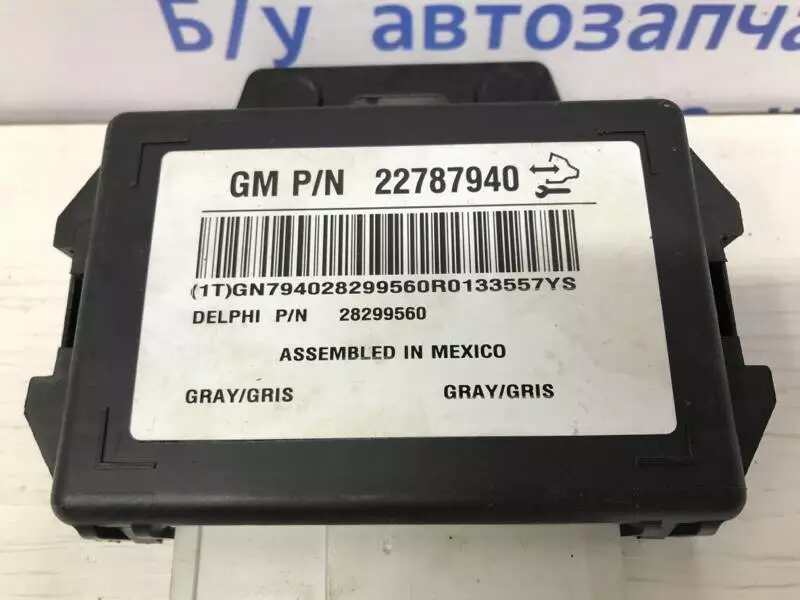 Б/у автозапча
GM P/N 22787940
(1T)GN794028299560R0133557YS
DELPHI P/N 28299560
ASSEMBLED IN MEXICO
GRAY/GRIS GRAY/GRIS